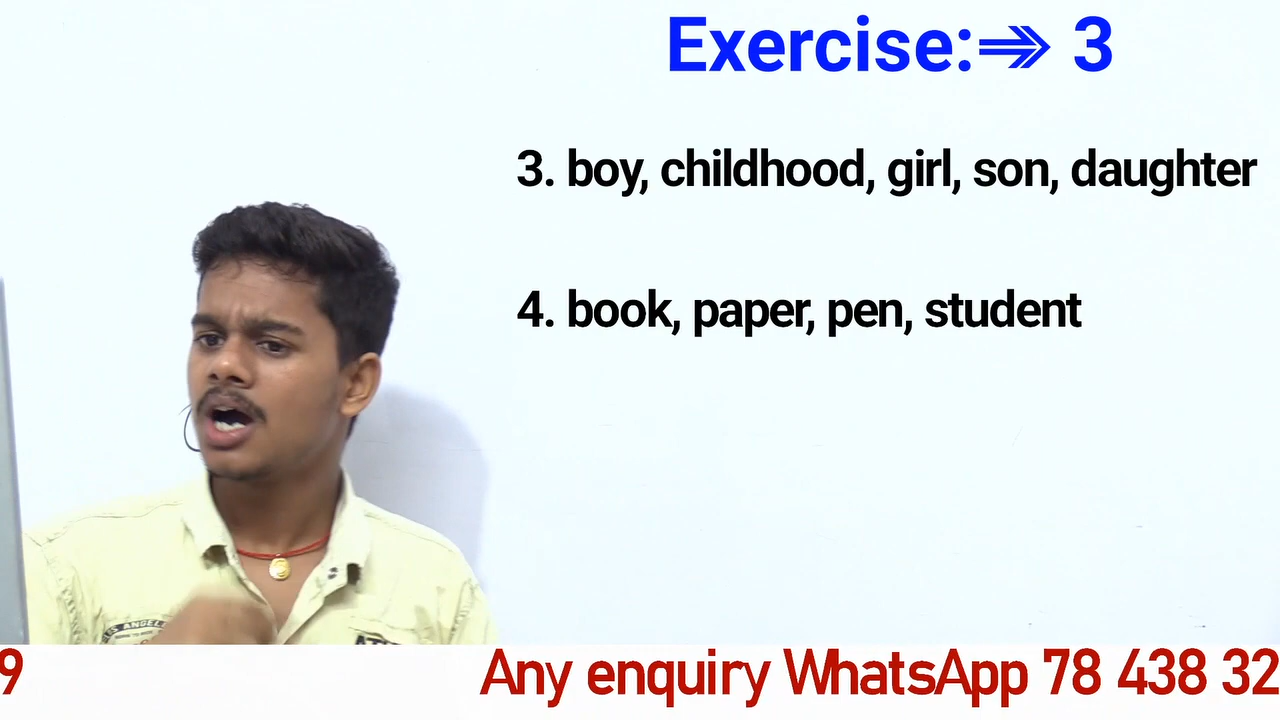 Exercise:⇛ 3
3. boy, childhood, girl, son, daughter
4. book, paper, pen, student
9 Any enquiry WhatsApp 78 438 32